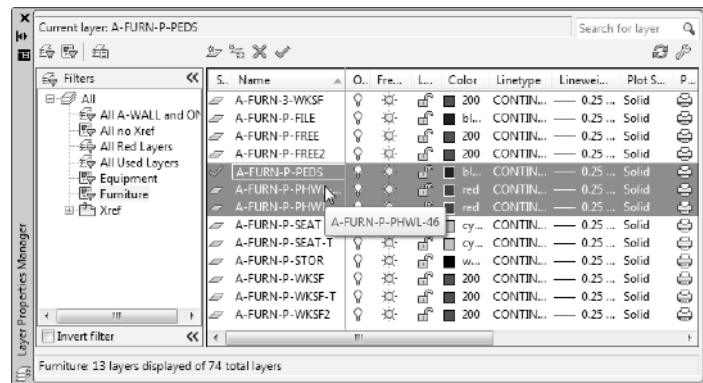 Current layer: A-FURN-P-PEDS
Search for layer
Filters
All
All A-WALL and
All no Xref
All Red Layers
All Used Layers
Equipment
Furniture
Xref
Invert filter
S.. Name O.. Fre... L... Color Linetype Linewei... Plot S... P...
A-FURN-3-WKSF 200 CONTIN... 0.25 ... Solid
A-FURN-P-FILE bl... CONTIN... 0.25 ... Solid
A-FURN-P-FREE 200 CONTIN... 0.25 ... Solid
A-FURN-P-FREE2 200 CONTIN... 0.25 ... Solid
A-FURN-P-PEDS bl... CONTIN... 0.25 ... Solid
A-FURN-P-PHWL... red CONTIN... 0.25 ... Solid
A-FURN-P-PHWL red CONTIN... 0.25 ... Solid
A-FURN-P-PHWL-46
A-FURN-P-SEAT cy... CONTIN... 0.25 ... Solid
A-FURN-P-SEAT-T cy... CONTIN... 0.25 ... Solid
A-FURN-P-STOR w... CONTIN... 0.25 ... Solid
A-FURN-P-WKSF 200 CONTIN... 0.25 ... Solid
A-FURN-P-WKSF-T 200 CONTIN... 0.25 ... Solid
A-FURN-P-WKSF2 200 CONTIN... 0.25 ... Solid
Furniture: 13 layers displayed of 74 total layers
Layer Properties Manager